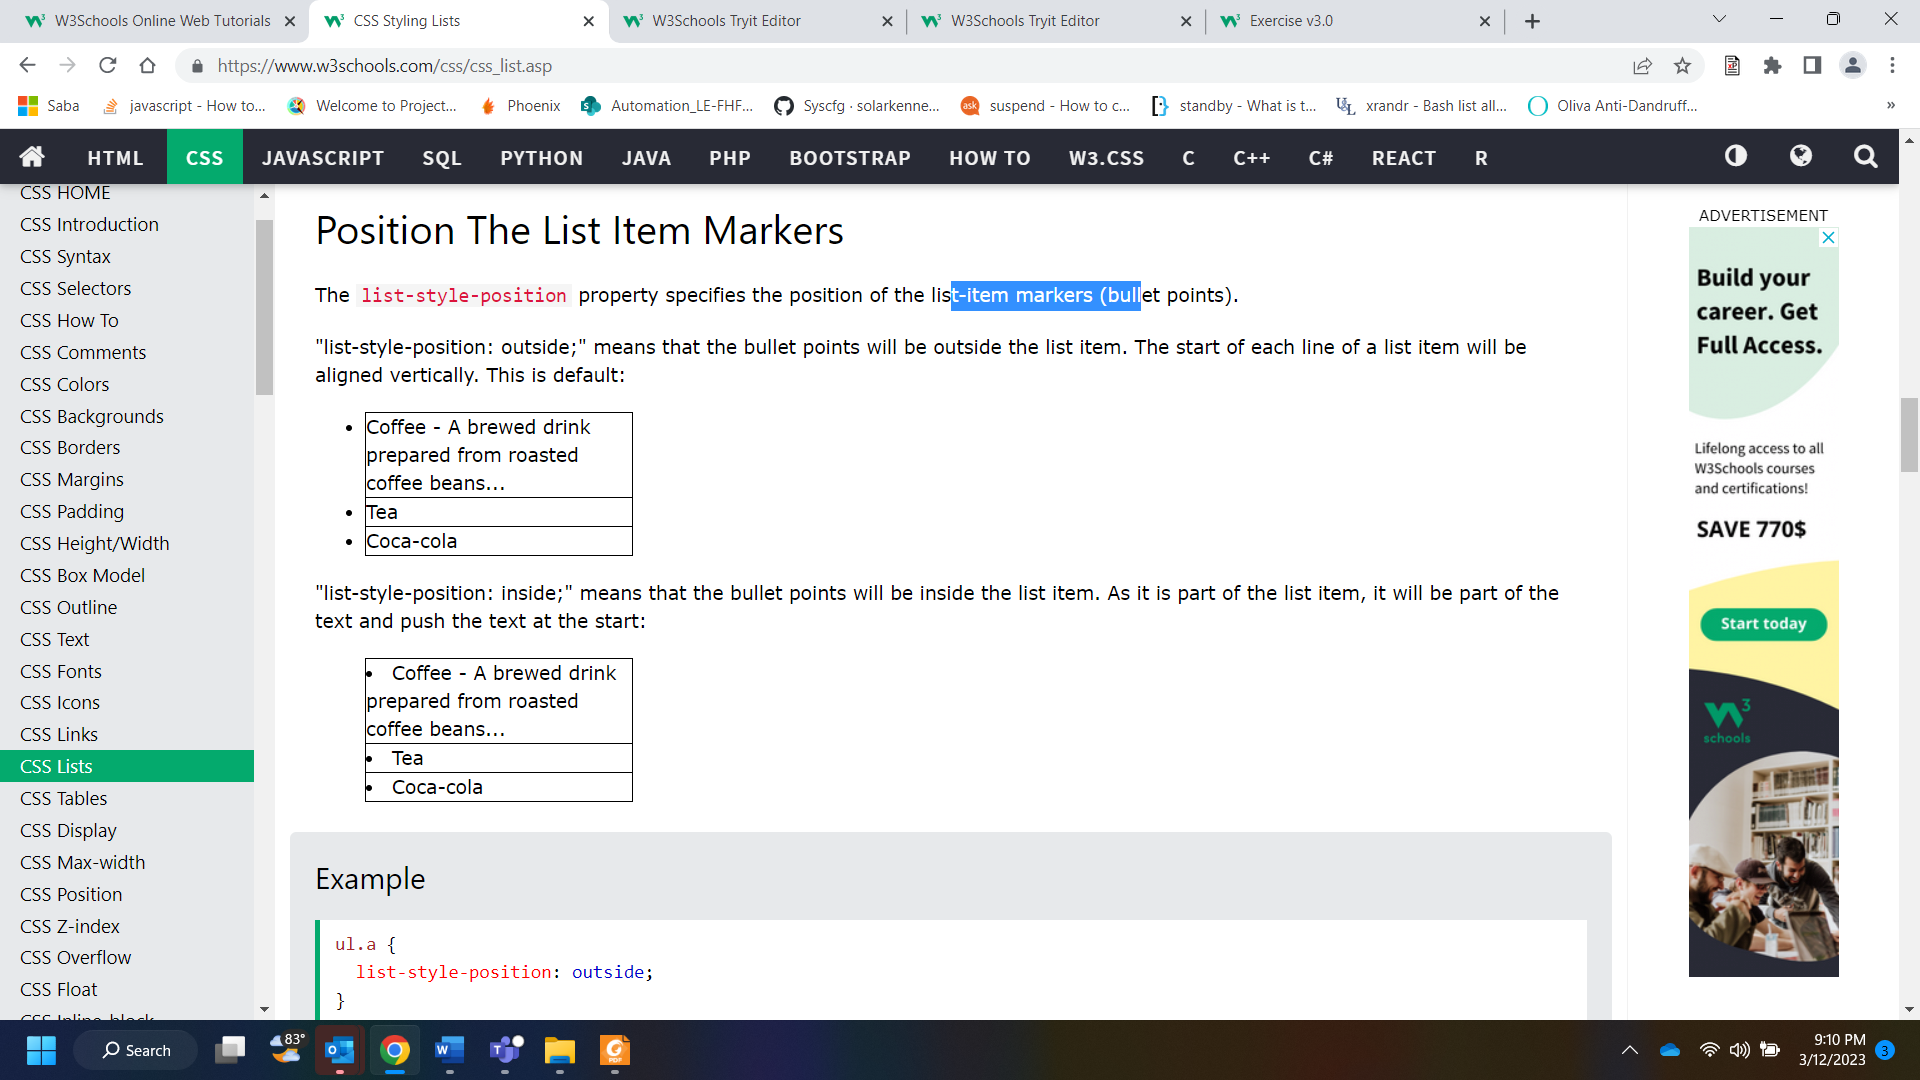 W3Schools Online Web Tutorials
CSS Styling Lists
W3Schools Tryit Editor
W3Schools Tryit Editor
Exercise v3.0
https://www.w3schools.com/css/css_list.asp
Saba
javascript - How to...
Welcome to Project...
Phoenix
Automation_LE-FHF...
Syscfg · solarkenne...
suspend - How to c...
standby - What is t...
xrandr - Bash list all...
Oliva Anti-Dandruff...
»
HTML CSS JAVASCRIPT SQL PYTHON JAVA PHP BOOTSTRAP HOW TO W3.CSS C C++ C# REACT R
CSS HOME
CSS Introduction
CSS Syntax
CSS Selectors
CSS How To
CSS Comments
CSS Colors
CSS Backgrounds
CSS Borders
CSS Margins
CSS Padding
CSS Height/Width
CSS Box Model
CSS Outline
CSS Text
CSS Fonts
CSS Icons
CSS Links
CSS Lists
CSS Tables
CSS Display
CSS Max-width
CSS Position
CSS Z-index
CSS Overflow
CSS Float
CSS Inline-block
Position The List Item Markers
The list-style-position property specifies the position of the list-item markers (bullet points).
"list-style-position: outside;" means that the bullet points will be outside the list item. The start of each line of a list item will be
aligned vertically. This is default:
• Coffee - A brewed drink
prepared from roasted
coffee beans...
• Tea
• Coca-cola
"list-style-position: inside;" means that the bullet points will be inside the list item. As it is part of the list item, it will be part of the
text and push the text at the start:
• Coffee - A brewed drink
prepared from roasted
coffee beans...
• Tea
• Coca-cola
Example
ul.a {
list-style-position: outside;
}
ADVERTISEMENT
Build your
career. Get
Full Access.
Lifelong access to all
W3Schools courses
and certifications!
SAVE 770$
Start today
W3
schools
Search
83°
9:10 PM
3/12/2023
3